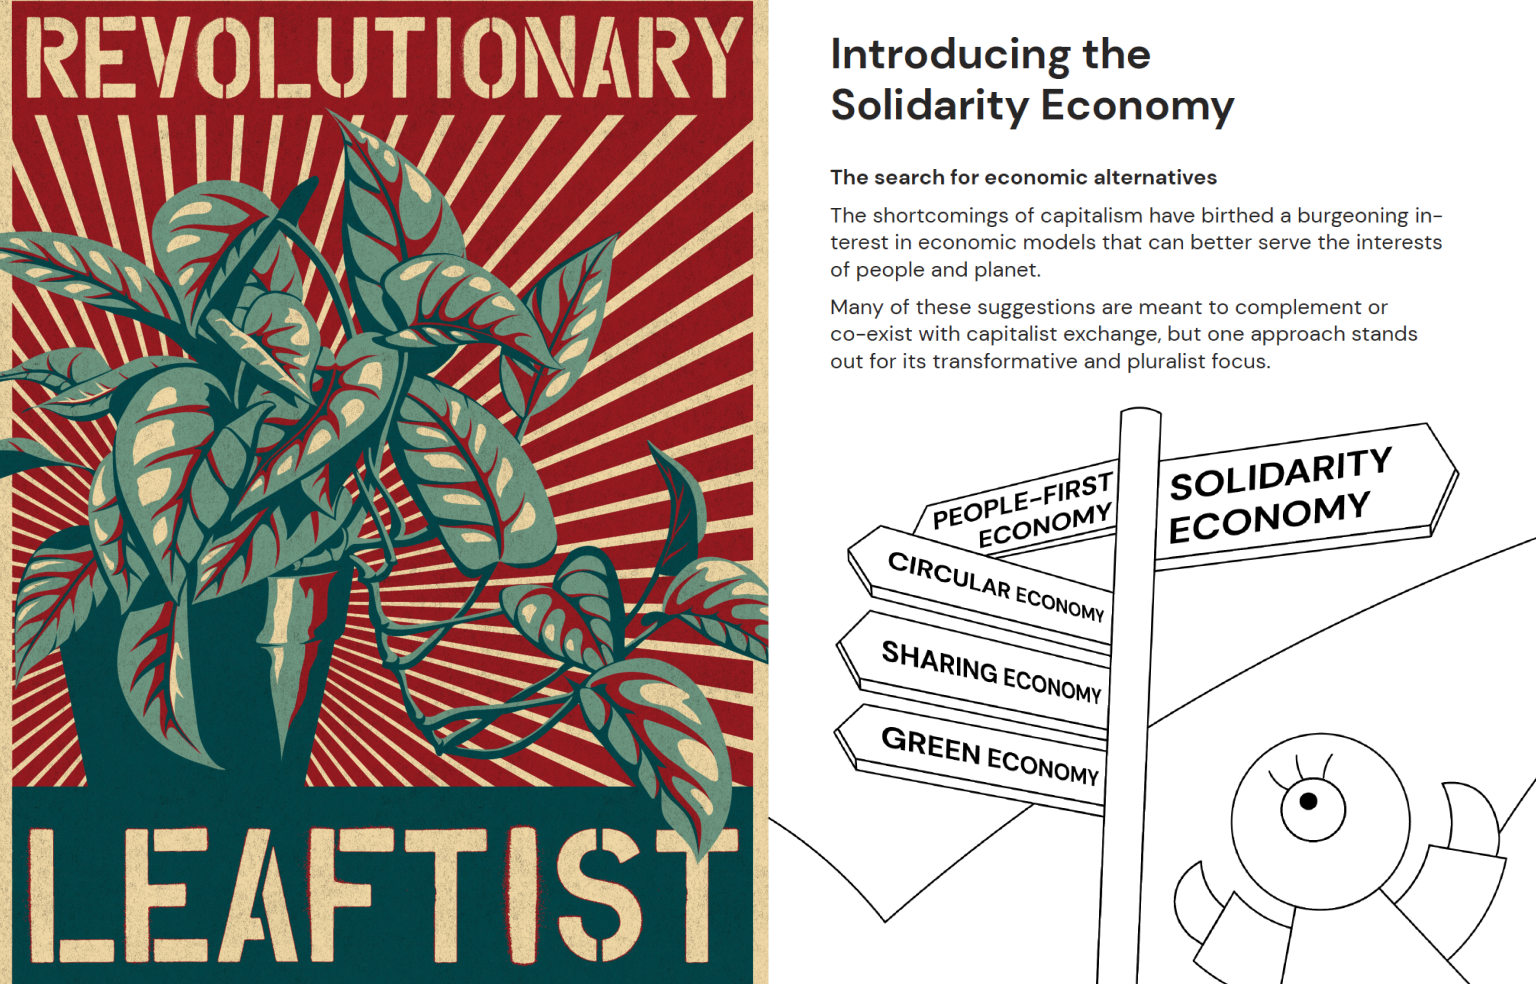 REVOLUTIONARY
LEAFTIST
Introducing the
Solidarity Economy
The search for economic alternatives
The shortcomings of capitalism have birthed a burgeoning in-
terest in economic models that can better serve the interests
of people and planet.
Many of these suggestions are meant to complement or
co-exist with capitalist exchange, but one approach stands
out for its transformative and pluralist focus.
PEOPLE-FIRST
ECONOMY
SOLIDARITY
ECONOMY
CIRCULAR ECONOMY
SHARING ECONOMY
GREEN ECONOMY